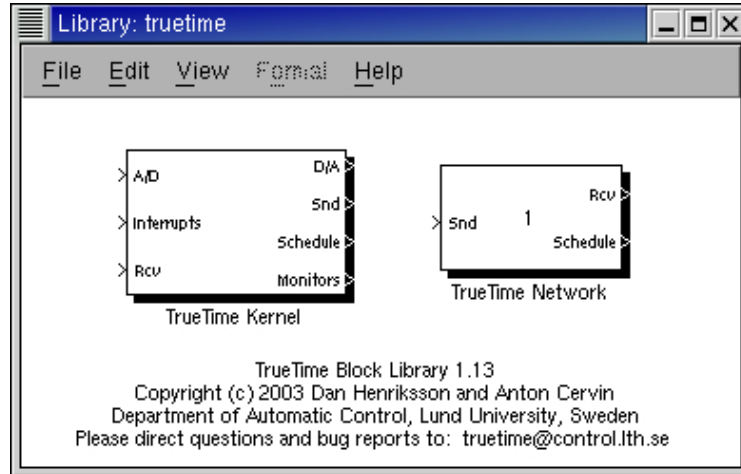 Library: truetime
File Edit View Format Help
A/D
Interrupts
Rcv
D/A
Snd
Schedule
Monitors
TrueTime Kernel
Snd
1
Rcv
Schedule
TrueTime Network
TrueTime Block Library 1.13
Copyright (c) 2003 Dan Henriksson and Anton Cervin
Department of Automatic Control, Lund University, Sweden
Please direct questions and bug reports to: truetime@control.lth.se